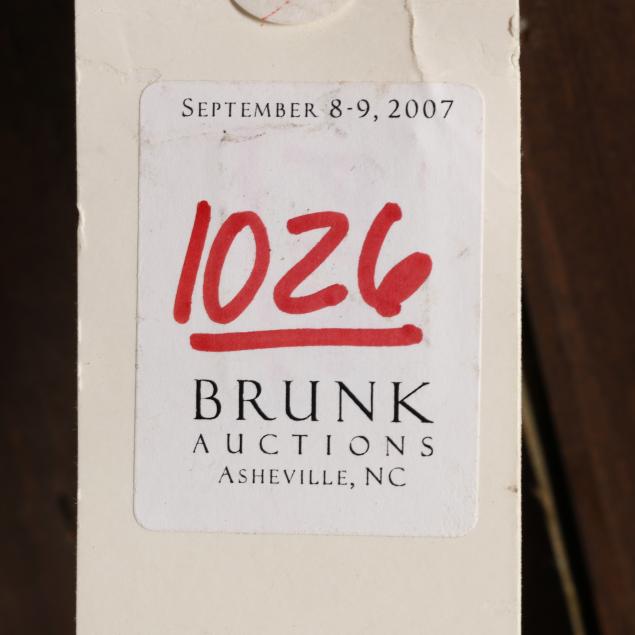 September 8-9, 2007
1026
BRUNK
AUCTIONS
Asheville, NC